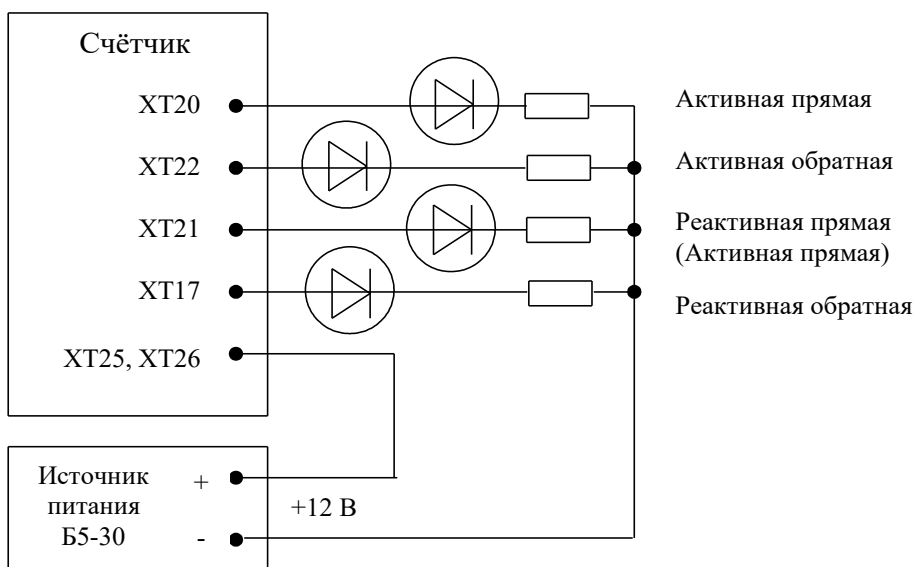 Счётчик
XT20
Активная прямая
XT22
Активная обратная
XT21
Реактивная прямая
(Активная прямая)
XT17
Реактивная обратная
XT25, XT26
Источник
питания
Б5-30
+
+12 В
-